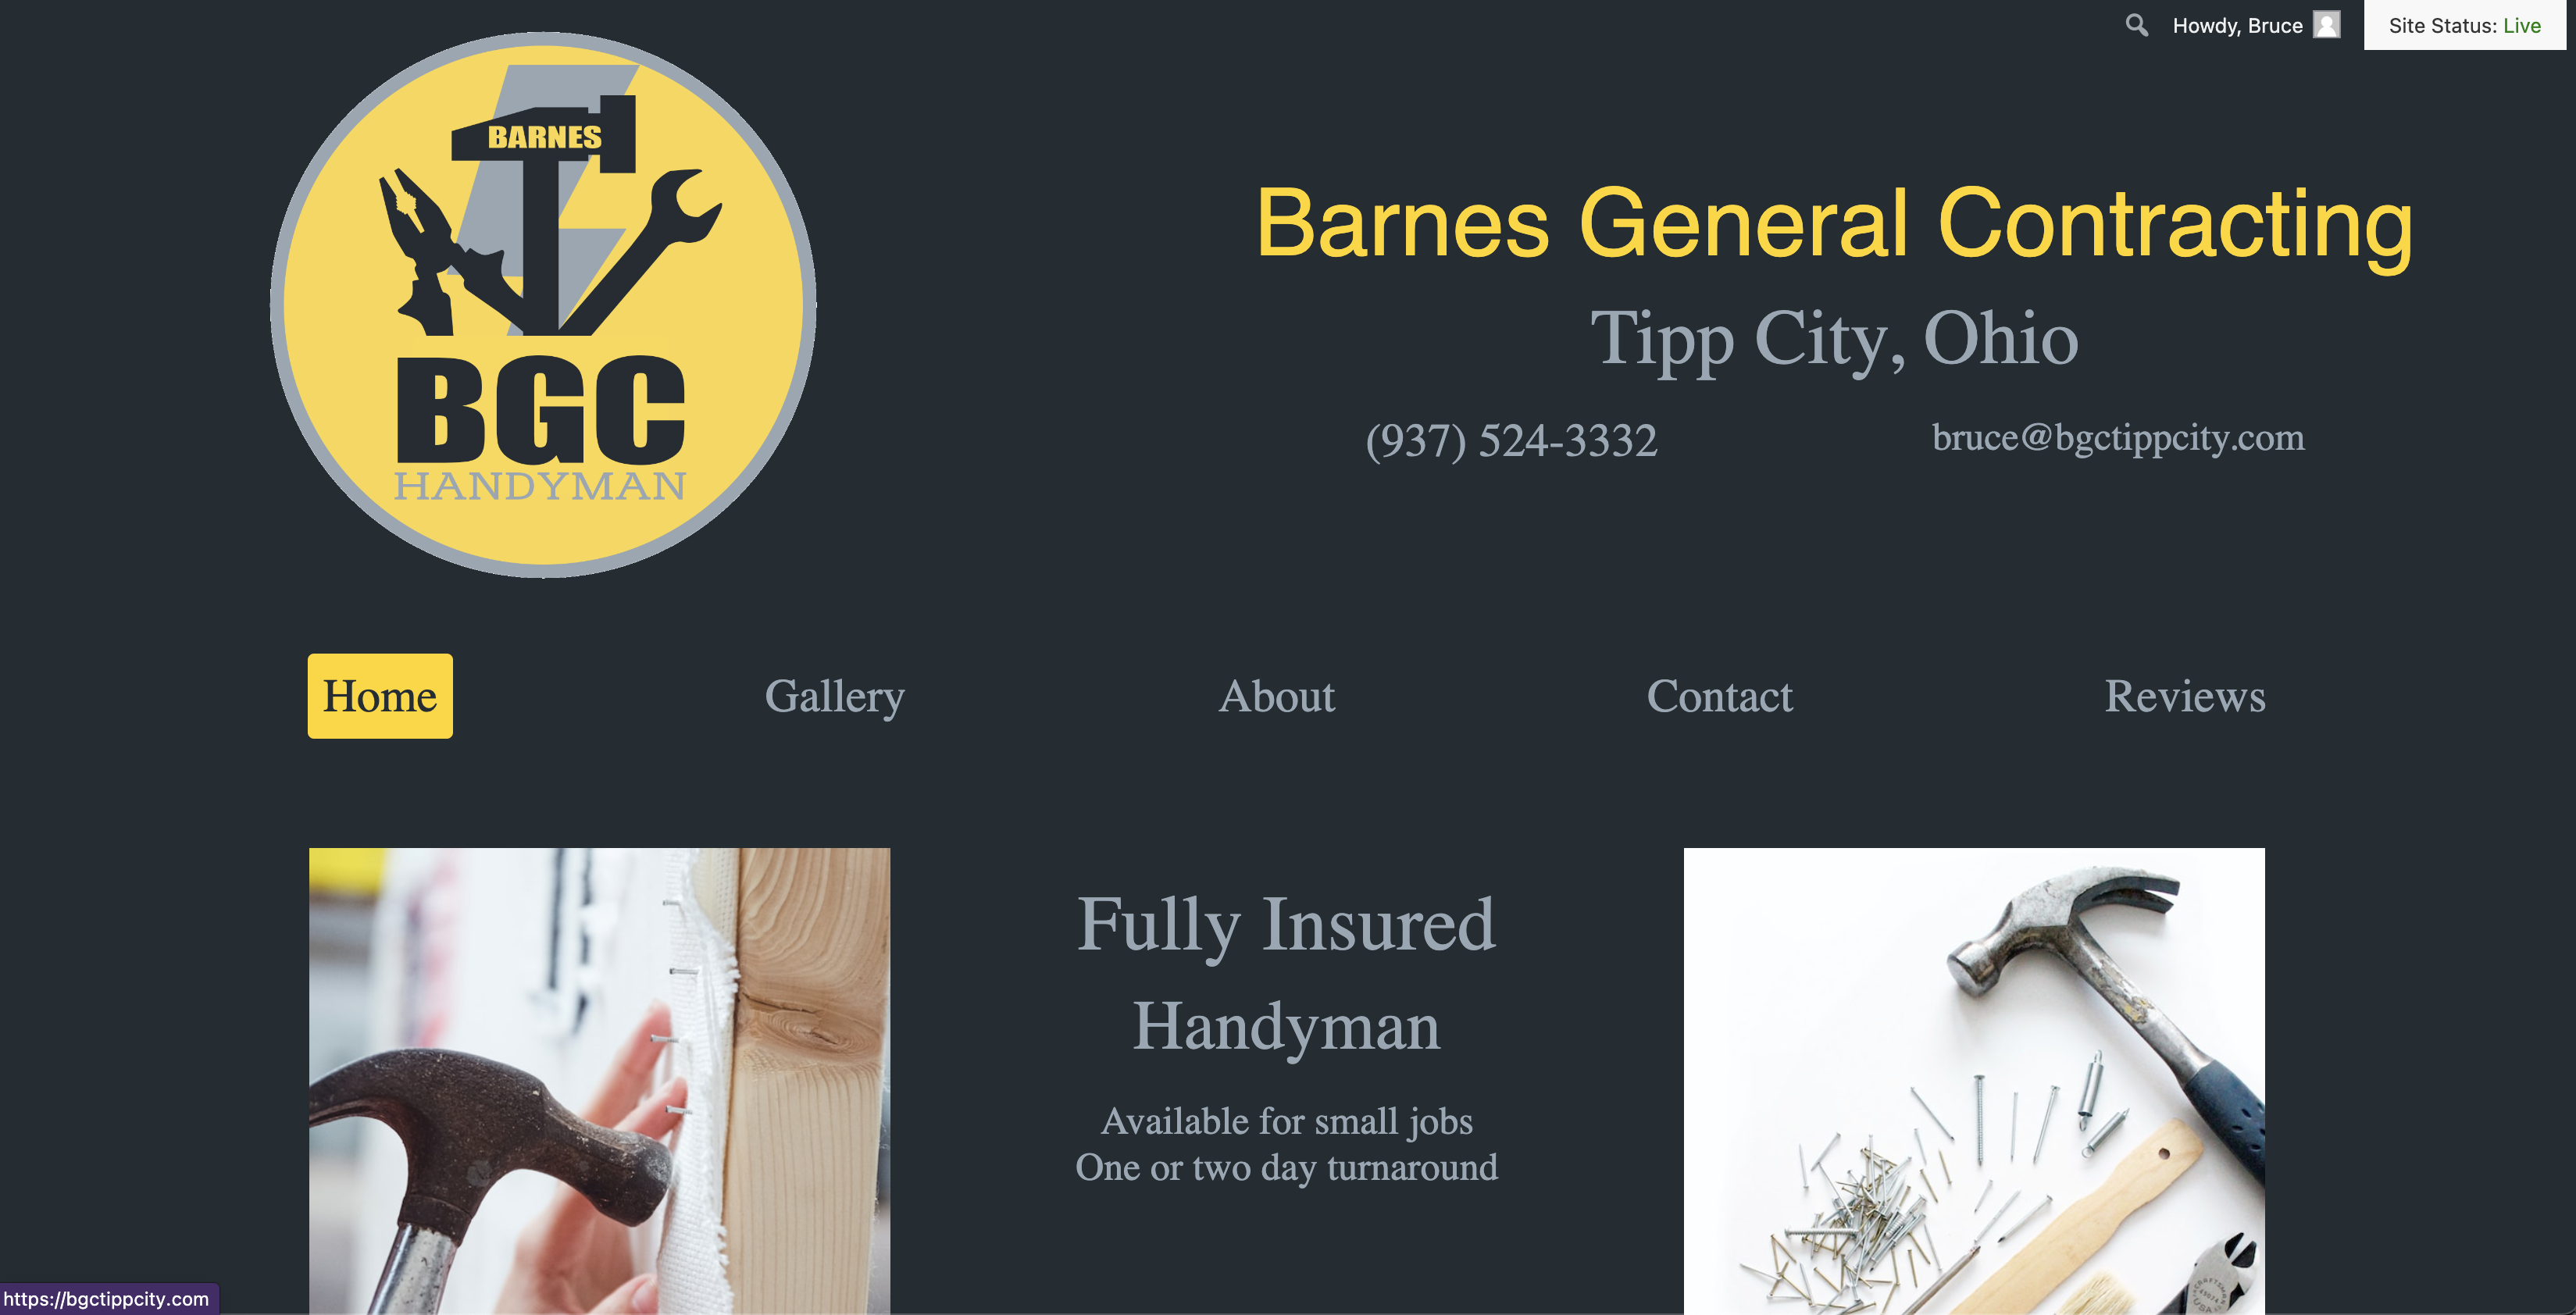 Howdy, Bruce
Site Status: Live
BARNES
BGC
HANDYMAN
Barnes General Contracting
Tipp City, Ohio
(937) 524-3332
bruce@bgctippcity.com
Home
Gallery
About
Contact
Reviews
Fully Insured
Handyman
Available for small jobs
One or two day turnaround
https://bgctippcity.com